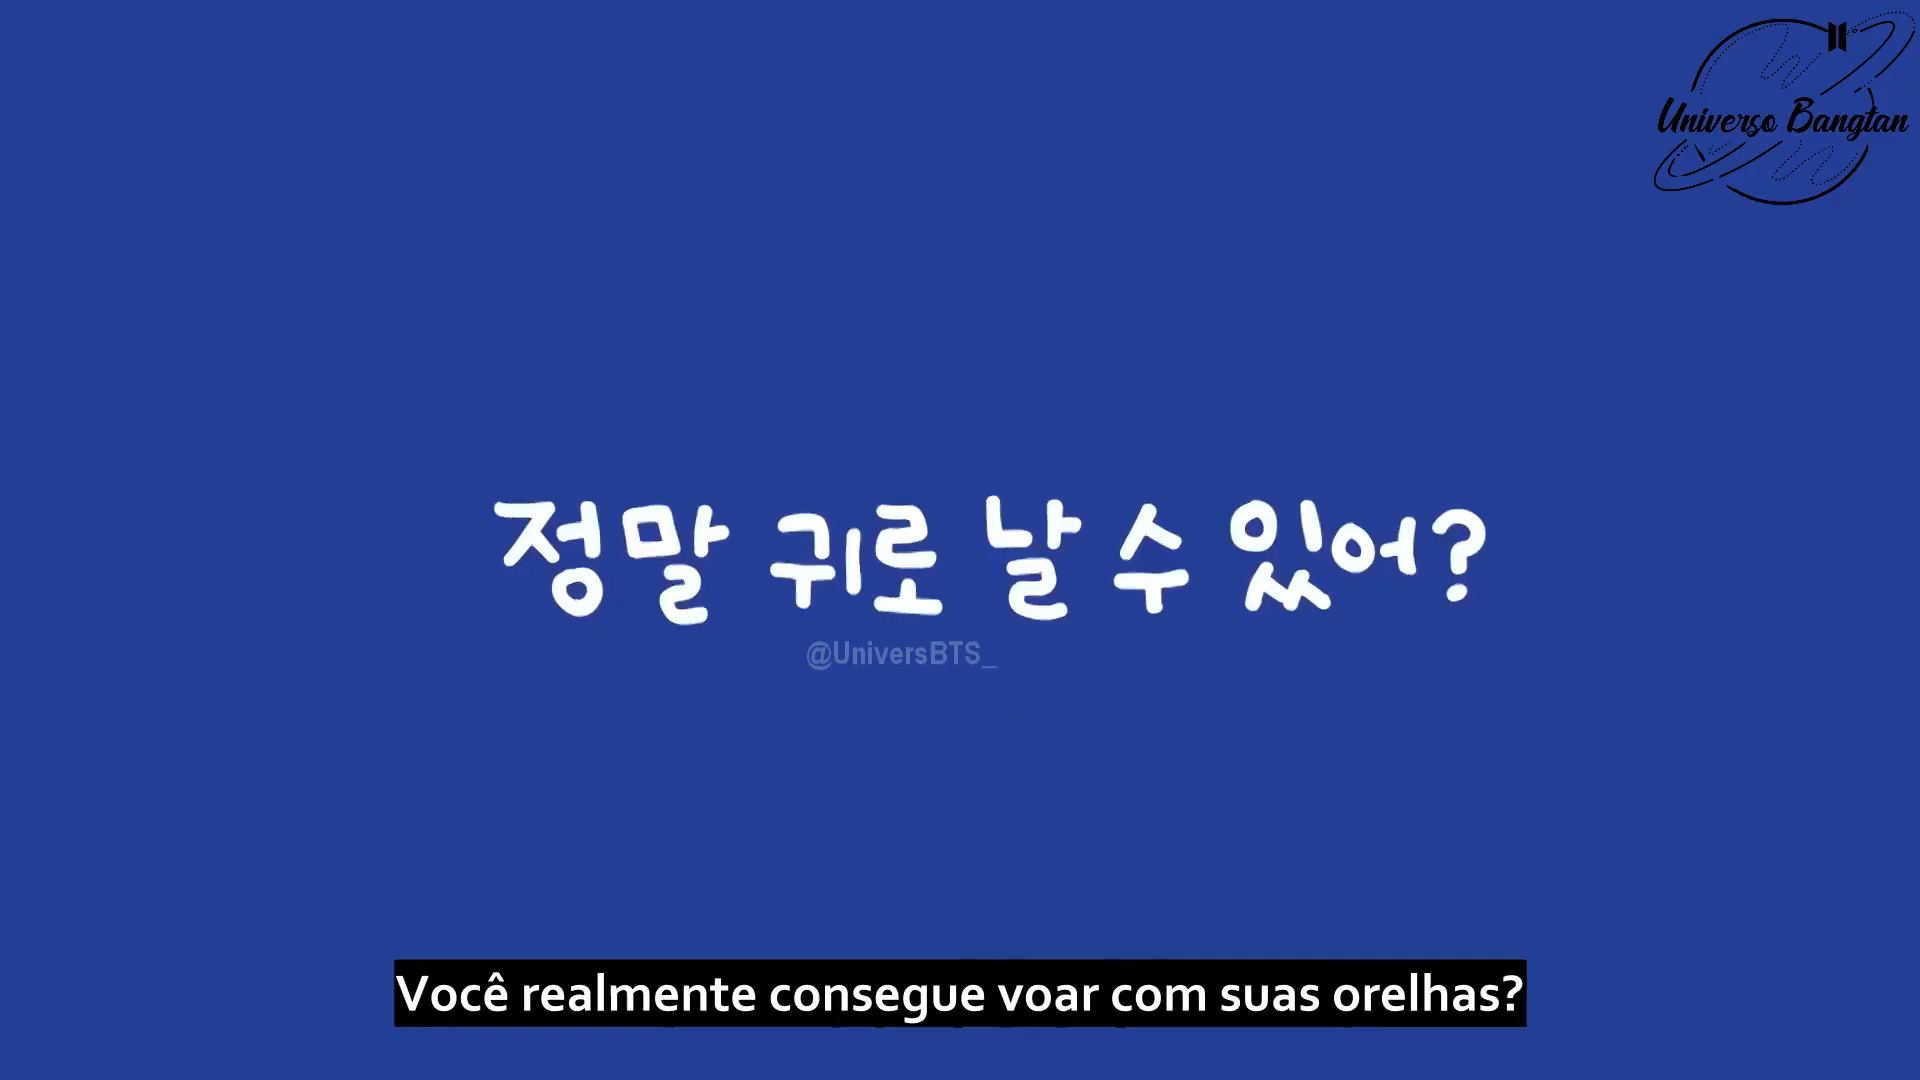 Universo Bangtan
정말 귀로 날 수 있어?
@UniversBTS_
Você realmente consegue voar com suas orelhas?